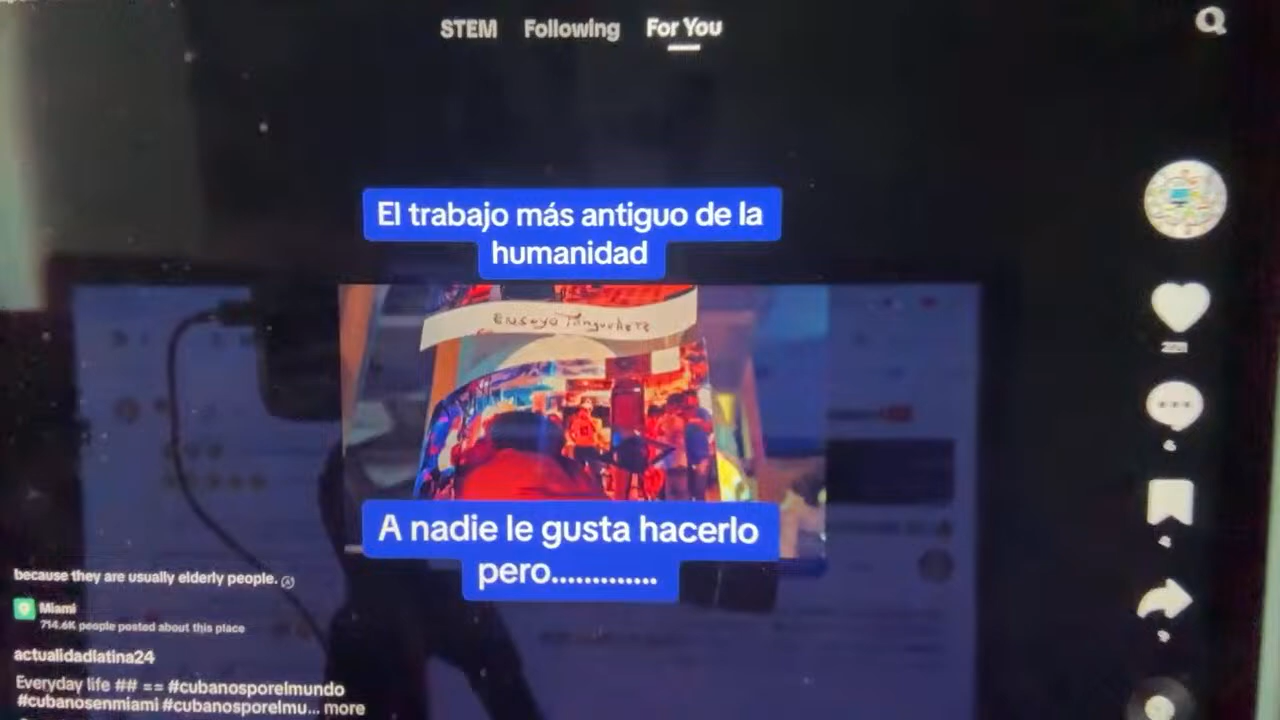 STEM Following For You
El trabajo más antiguo de la
humanidad
A nadie le gusta hacerlo
pero.............
because they are usually elderly people.
Miami
714.6K people posted about this place
actualidadlatina24
Everyday life ## == #cubanosporelmundo
#cubanosenmiami #cubanosporelmu... more